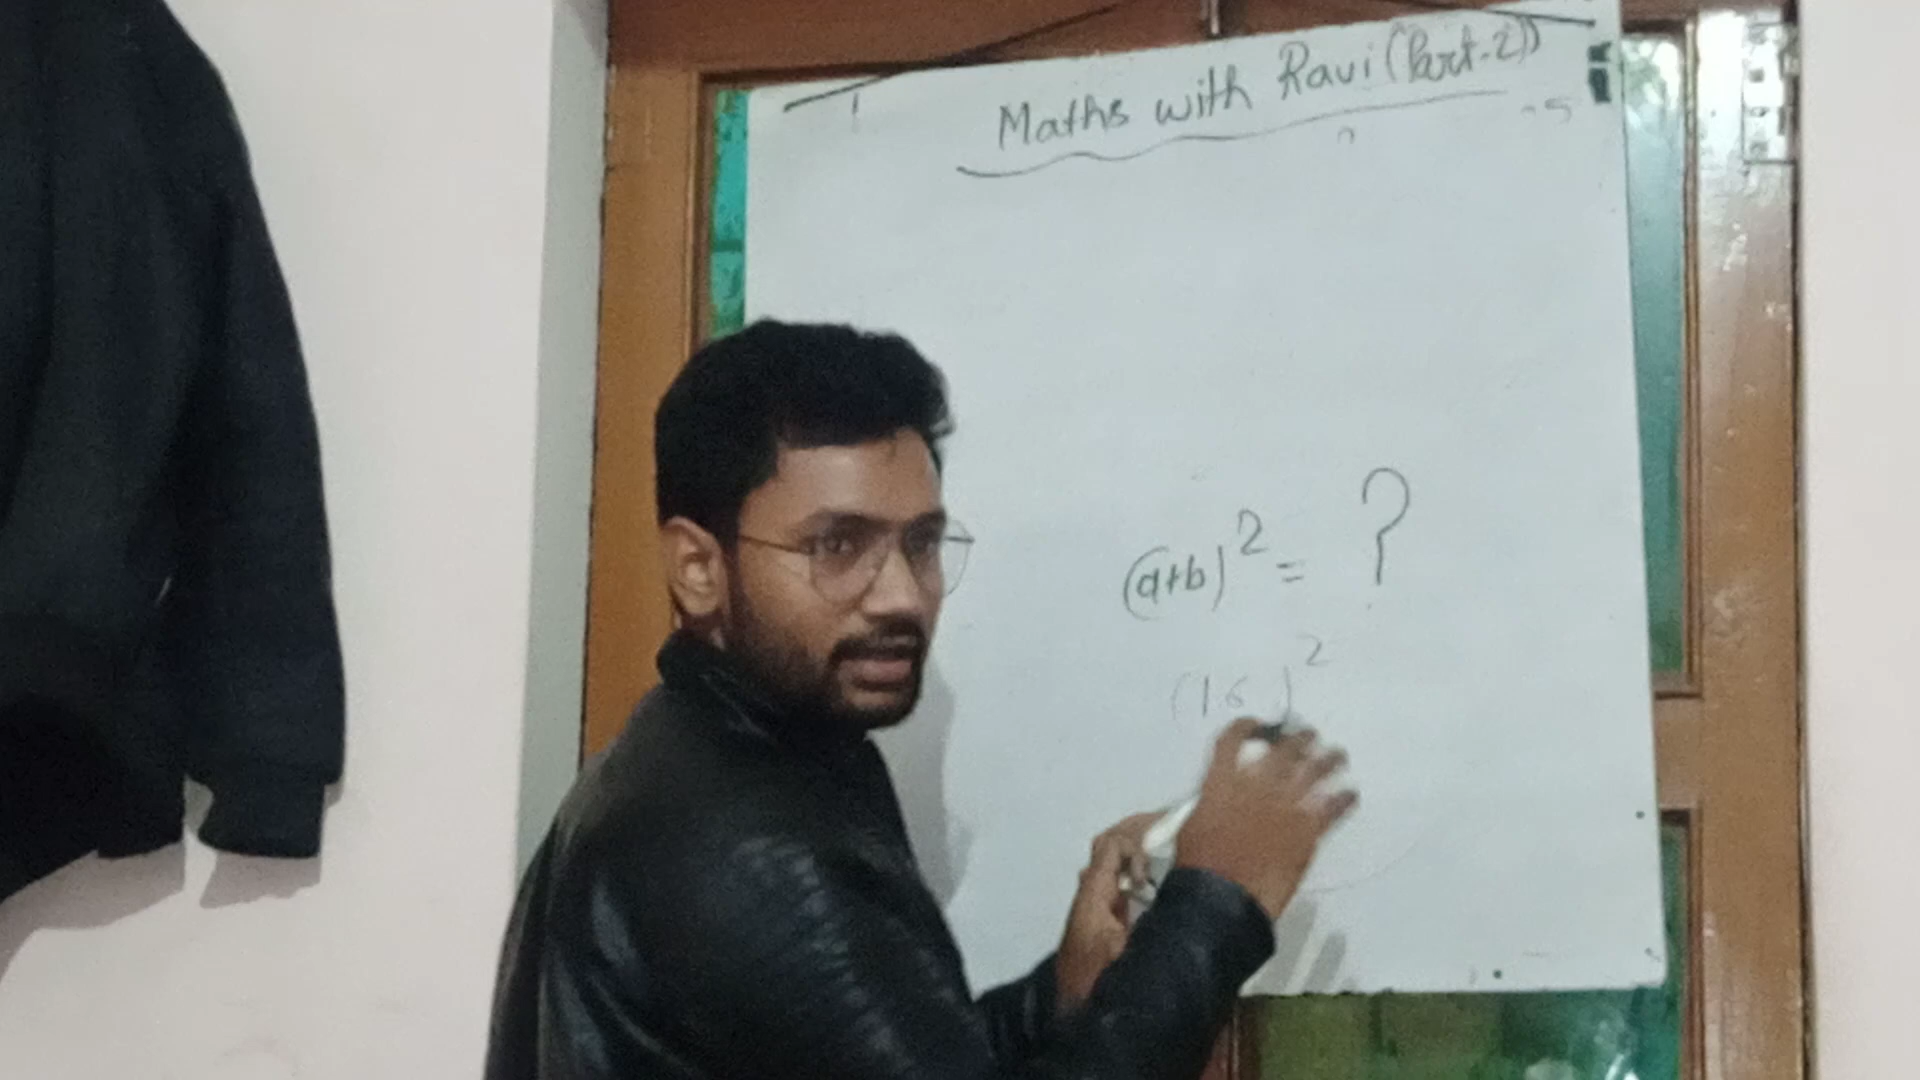 Maths with Ravi (Part-2)
(a+b)² = ?
(1.6)²